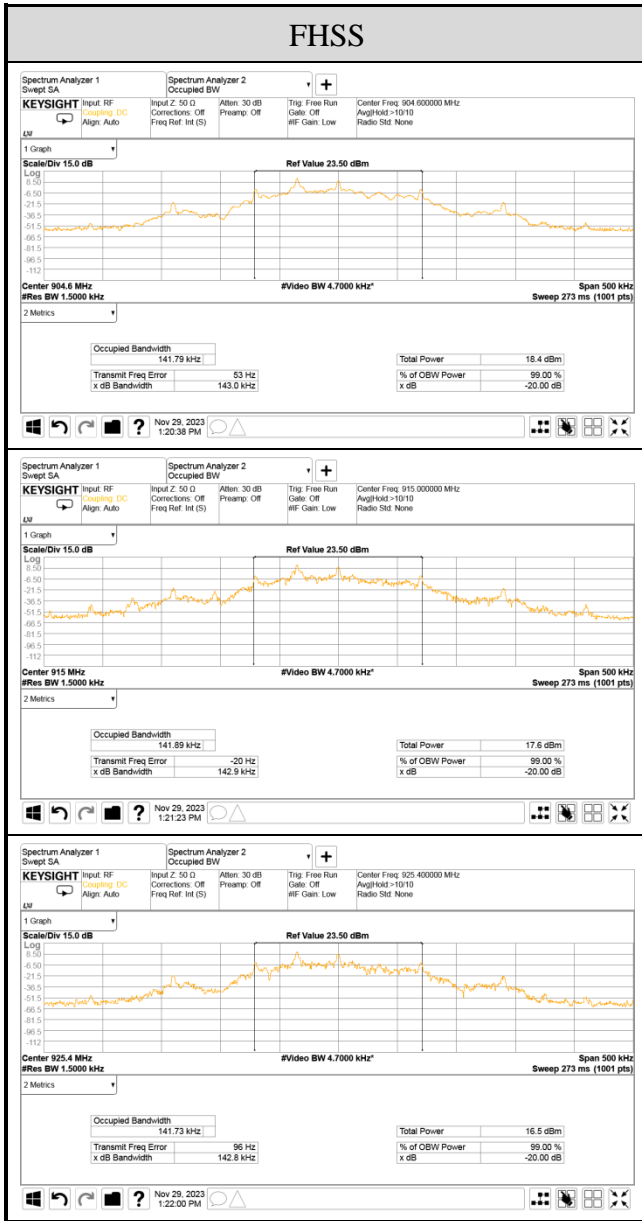 FHSS
Spectrum Analyzer 1
Swept SA
Spectrum Analyzer 2
Occupied BW
+
KEYSIGHT
Input: RF
Coupling: DC
Align: Auto
Input Z: 50 Ω
Corrections: Off
Freq Ref: Int (S)
Atten: 30 dB
Preamp: Off
Trig: Free Run
Gate: Off
#IF Gain: Low
Center Freq: 904.600000 MHz
Avg|Hold:>10/10
Radio Std: None
LXI
1 Graph
Scale/Div 15.0 dB
Ref Value 23.50 dBm
Log
8.50
-6.50
-21.5
-36.5
-51.5
-66.5
-81.5
-96.5
-112
Center 904.6 MHz
#Video BW 4.7000 kHz*
Span 500 kHz
#Res BW 1.5000 kHz
Sweep 273 ms (1001 pts)
2 Metrics
Occupied Bandwidth
141.79 kHz
Total Power 18.4 dBm
Transmit Freq Error 53 Hz
% of OBW Power 99.00 %
x dB Bandwidth 143.0 kHz
x dB -20.00 dB
?
Nov 29, 2023
1:20:38 PM
Spectrum Analyzer 1
Swept SA
Spectrum Analyzer 2
Occupied BW
+
KEYSIGHT
Input: RF
Coupling: DC
Align: Auto
Input Z: 50 Ω
Corrections: Off
Freq Ref: Int (S)
Atten: 30 dB
Preamp: Off
Trig: Free Run
Gate: Off
#IF Gain: Low
Center Freq: 915.000000 MHz
Avg|Hold:>10/10
Radio Std: None
LXI
1 Graph
Scale/Div 15.0 dB
Ref Value 23.50 dBm
Log
8.50
-6.50
-21.5
-36.5
-51.5
-66.5
-81.5
-96.5
-112
Center 915 MHz
#Video BW 4.7000 kHz*
Span 500 kHz
#Res BW 1.5000 kHz
Sweep 273 ms (1001 pts)
2 Metrics
Occupied Bandwidth
141.89 kHz
Total Power 17.6 dBm
Transmit Freq Error -20 Hz
% of OBW Power 99.00 %
x dB Bandwidth 142.9 kHz
x dB -20.00 dB
?
Nov 29, 2023
1:21:23 PM
Spectrum Analyzer 1
Swept SA
Spectrum Analyzer 2
Occupied BW
+
KEYSIGHT
Input: RF
Coupling: DC
Align: Auto
Input Z: 50 Ω
Corrections: Off
Freq Ref: Int (S)
Atten: 30 dB
Preamp: Off
Trig: Free Run
Gate: Off
#IF Gain: Low
Center Freq: 925.400000 MHz
Avg|Hold:>10/10
Radio Std: None
LXI
1 Graph
Scale/Div 15.0 dB
Ref Value 23.50 dBm
Log
8.50
-6.50
-21.5
-36.5
-51.5
-66.5
-81.5
-96.5
-112
Center 925.4 MHz
#Video BW 4.7000 kHz*
Span 500 kHz
#Res BW 1.5000 kHz
Sweep 273 ms (1001 pts)
2 Metrics
Occupied Bandwidth
141.73 kHz
Total Power 16.5 dBm
Transmit Freq Error 96 Hz
% of OBW Power 99.00 %
x dB Bandwidth 142.8 kHz
x dB -20.00 dB
?
Nov 29, 2023
1:22:00 PM